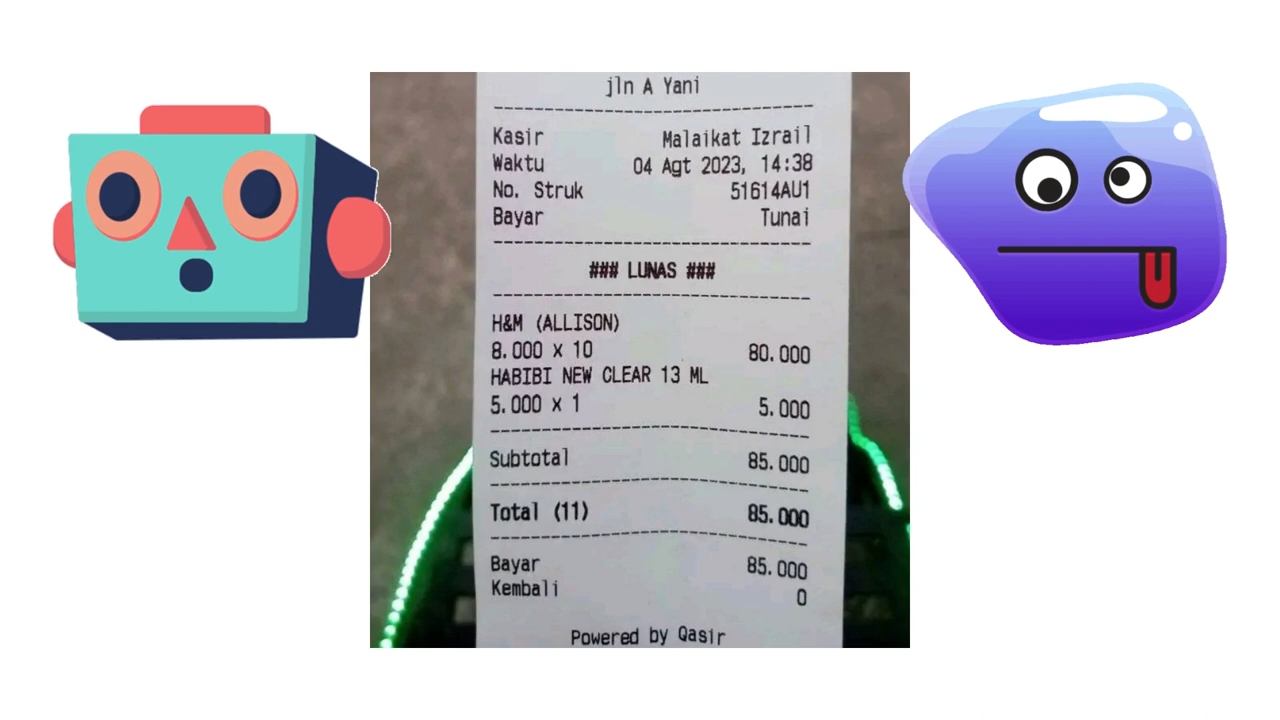 jln A Yani
Kasir Malaikat Izrail
Waktu 04 Agt 2023, 14:38
No. Struk 51614AU1
Bayar Tunai
### LUNAS ###
H&M (ALLISON)
8.000 x 10 80.000
HABIBI NEW CLEAR 13 ML
5.000 x 1 5.000
Subtotal 85.000
Total (11) 85.000
Bayar 85.000
Kembali 0
Powered by Qasir